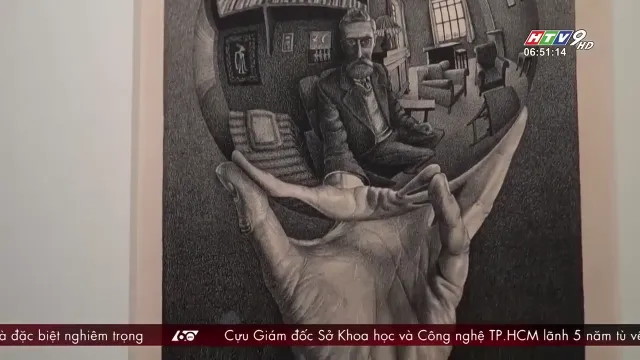 HTV9 HD
06:51:14
à đặc biệt nghiêm trọng
60 Cựu Giám đốc Sở Khoa học và Công nghệ TP.HCM lãnh 5 năm tù về